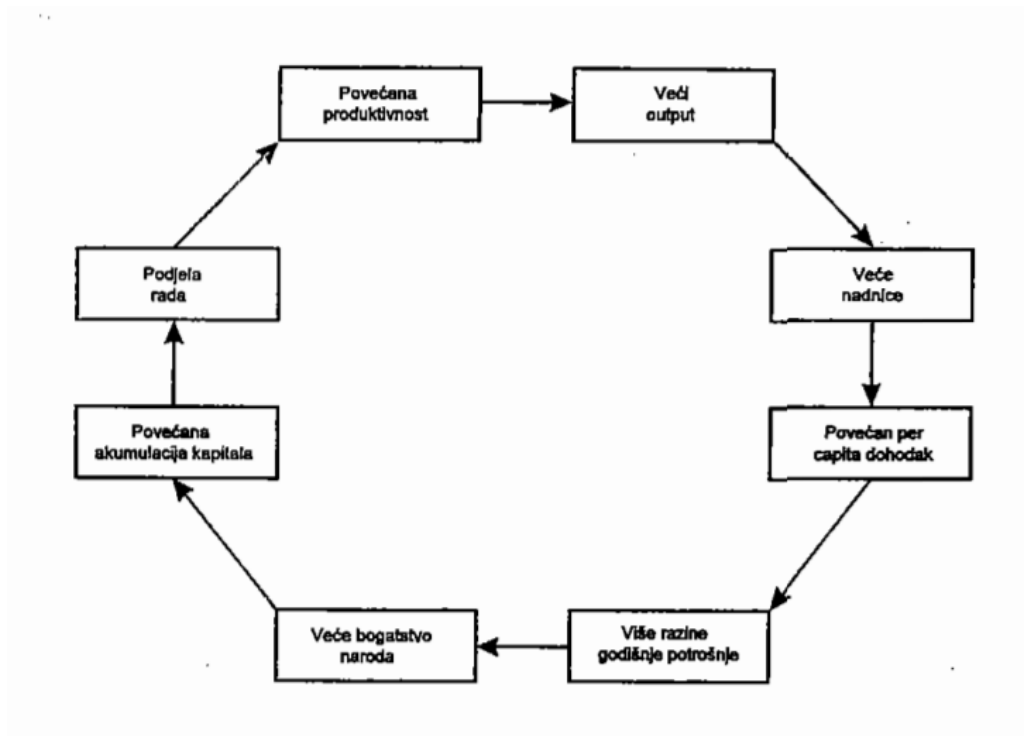 Povećana
produktivnost
Veći
output
Podjela
rada
Veće
nadnice
Povećana
akumulacija kapitala
Povećan per
capita dohodak
Veće bogatstvo
naroda
Više razine
godišnje potrošnje